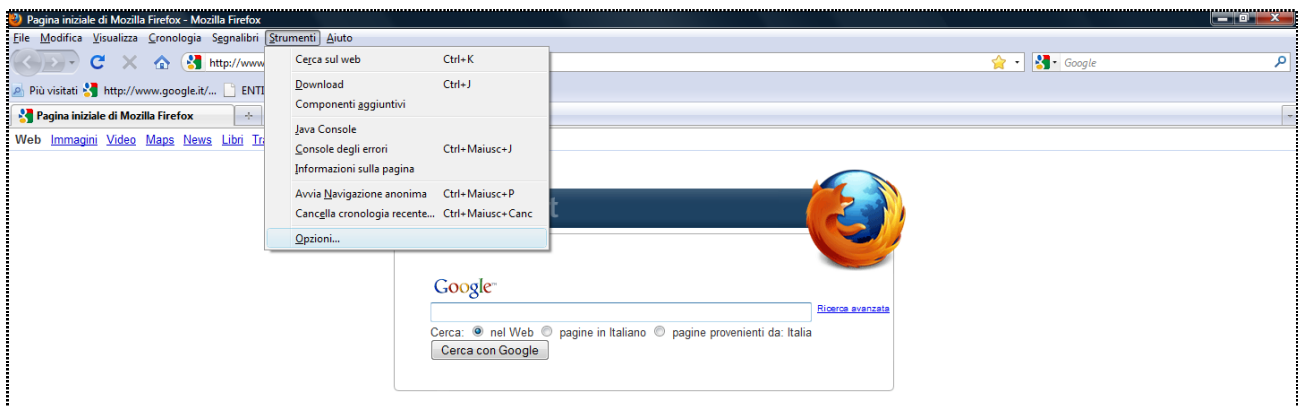 Pagina iniziale di Mozilla Firefox - Mozilla Firefox
File Modifica Visualizza Cronologia Segnalibri Strumenti Aiuto
http://www
Google
Più visitati http://www.google.it/... ENTI
Pagina iniziale di Mozilla Firefox
Web Immagini Video Maps News Libri
Cerca sul web Ctrl+K
Download Ctrl+J
Componenti aggiuntivi
Java Console
Console degli errori Ctrl+Maiusc+J
Informazioni sulla pagina
Avvia Navigazione anonima Ctrl+Maiusc+P
Cancella cronologia recente... Ctrl+Maiusc+Canc
Opzioni...
Google™
Ricerca avanzata
Cerca: nel Web pagine in Italiano pagine provenienti da: Italia
Cerca con Google